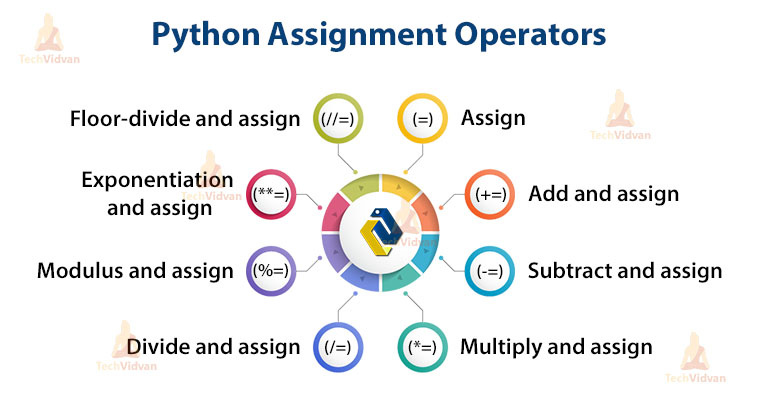 Python Assignment Operators
TechVidvan
Floor-divide and assign
(//=)
(=)
Assign
TechVidvan
Exponentiation
and assign
TechVidvan
(**=)
(+=)
Add and assign
TechVidvan
Modulus and assign
(%=)
(-=)
Subtract and assign
Divide and assign
(/=)
(*=)
Multiply and assign
TechVidvan
TechVidvan